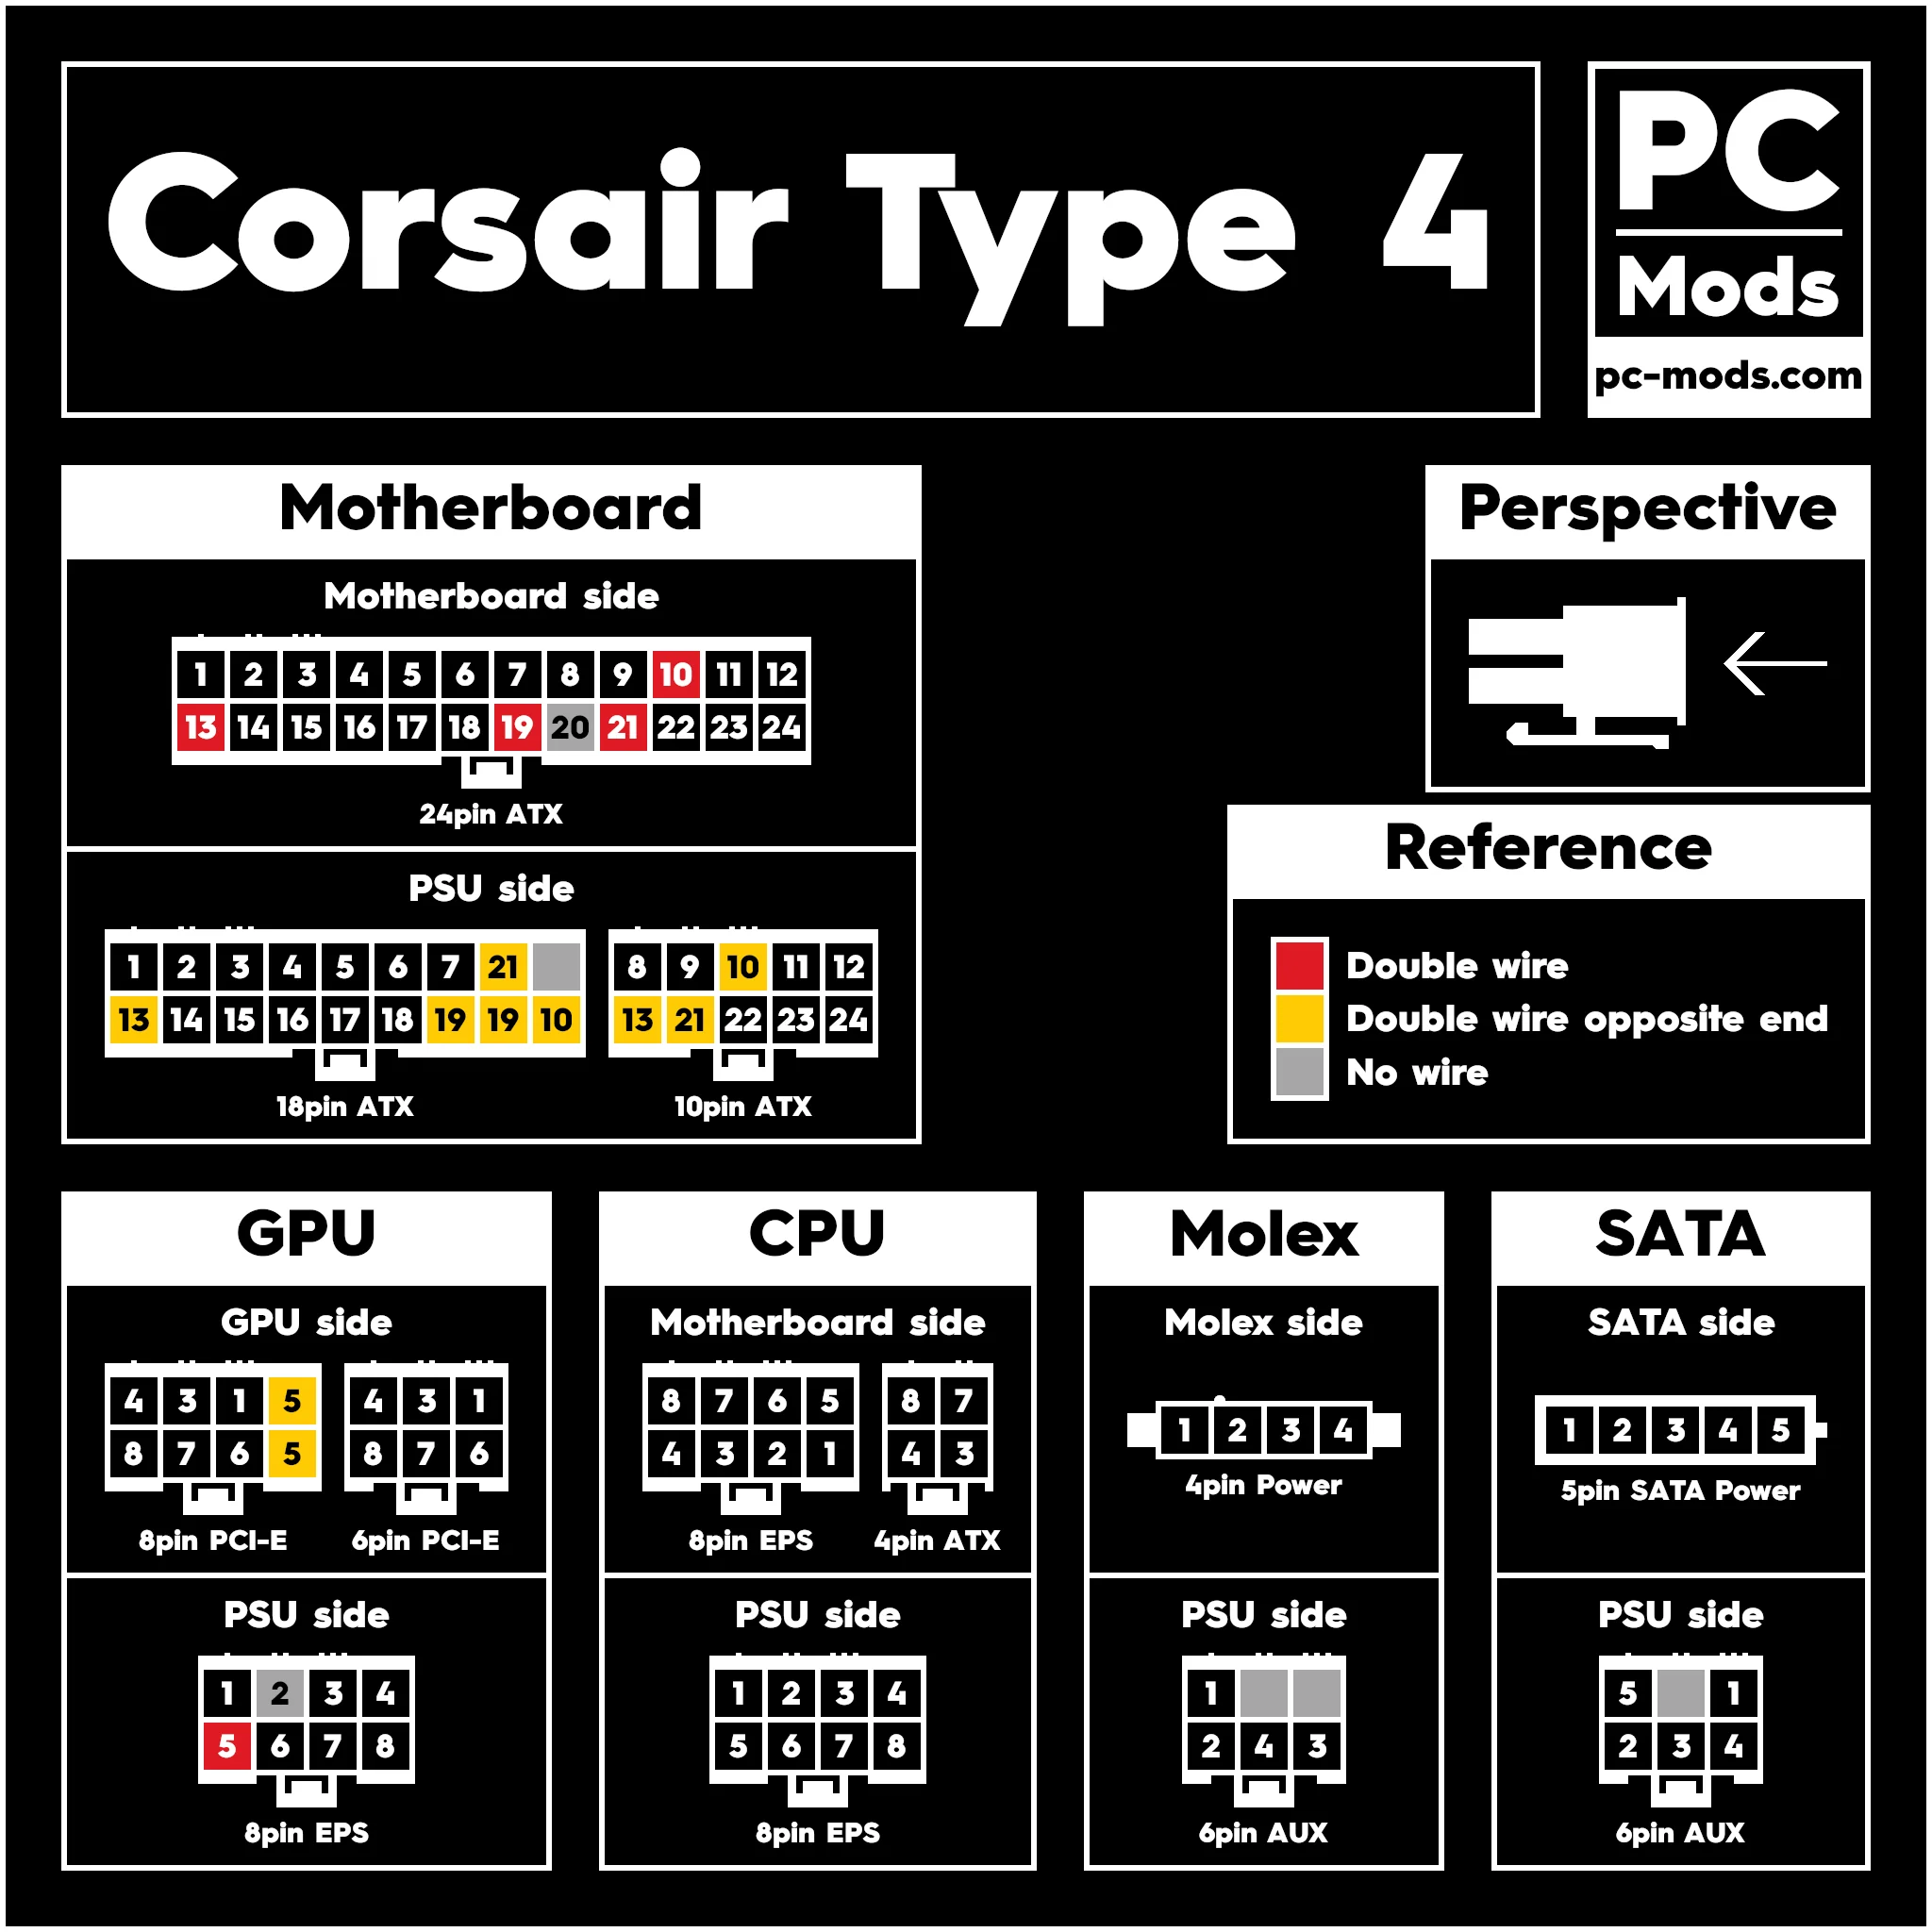 Corsair Type 4
PC
Mods
pc-mods.com
Motherboard
Motherboard side
1 2 3 4 5 6 7 8 9 10 11 12
13 14 15 16 17 18 19 20 21 22 23 24
24pin ATX
PSU side
1 2 3 4 5 6 7 21
13 14 15 16 17 18 19 19 10
18pin ATX
8 9 10 11 12
13 21 22 23 24
10pin ATX
Perspective
Reference
Double wire
Double wire opposite end
No wire
GPU
GPU side
4 3 1 5
8 7 6 5
8pin PCI-E
4 3 1
8 7 6
6pin PCI-E
PSU side
1 2 3 4
5 6 7 8
8pin EPS
CPU
Motherboard side
8 7 6 5
4 3 2 1
8pin EPS
8 7
4 3
4pin ATX
PSU side
1 2 3 4
5 6 7 8
8pin EPS
Molex
Molex side
1 2 3 4
4pin Power
PSU side
1
2 4 3
6pin AUX
SATA
SATA side
1 2 3 4 5
5pin SATA Power
PSU side
5 1
2 3 4
6pin AUX